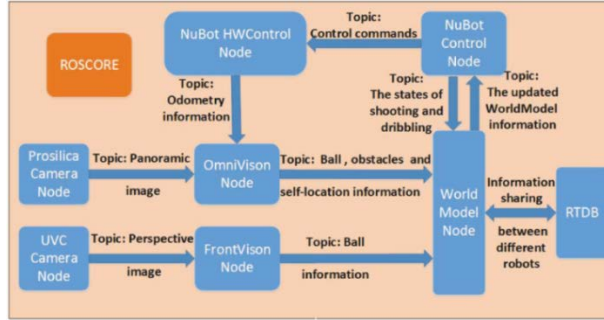 ROSCORE
NuBot HWControl
Node
Topic:
Control commands
NuBot
Control
Node
Topic:
Odometry
information
Topic:
The states of
shooting and
dribbling
Topic:
The updated
WorldModel
information
Prosilica
Camera
Node
Topic: Panoramic
image
OmniVison
Node
Topic: Ball , obstacles and
self-location information
World
Model
Node
Information
sharing
between
different
robots
RTDB
UVC
Camera
Node
Topic: Perspective
image
FrontVison
Node
Topic: Ball
information